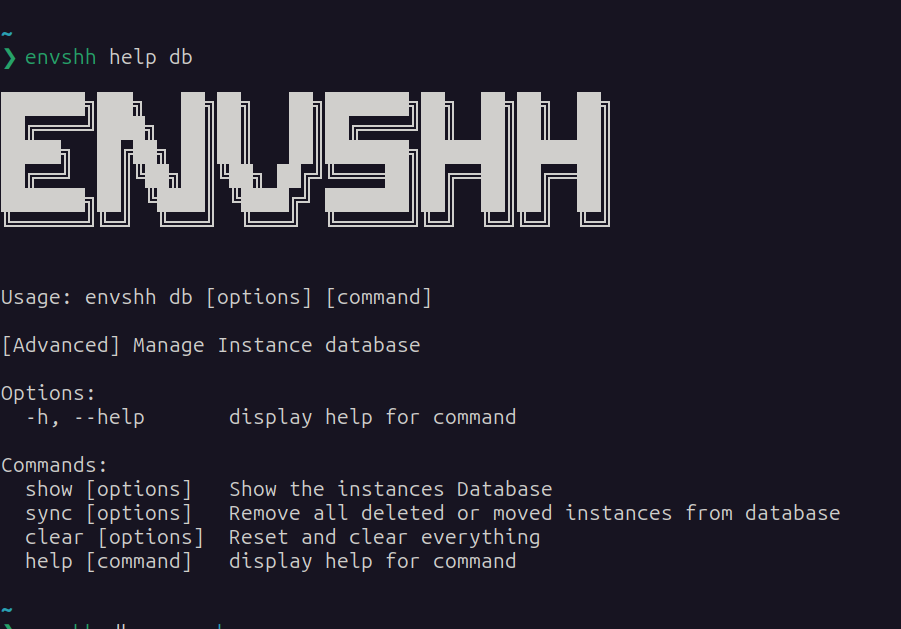 ~
❯ envshh help db
ENVSHH
Usage: envshh db [options] [command]
[Advanced] Manage Instance database
Options:
-h, --help display help for command
Commands:
show [options] Show the instances Database
sync [options] Remove all deleted or moved instances from database
clear [options] Reset and clear everything
help [command] display help for command
~